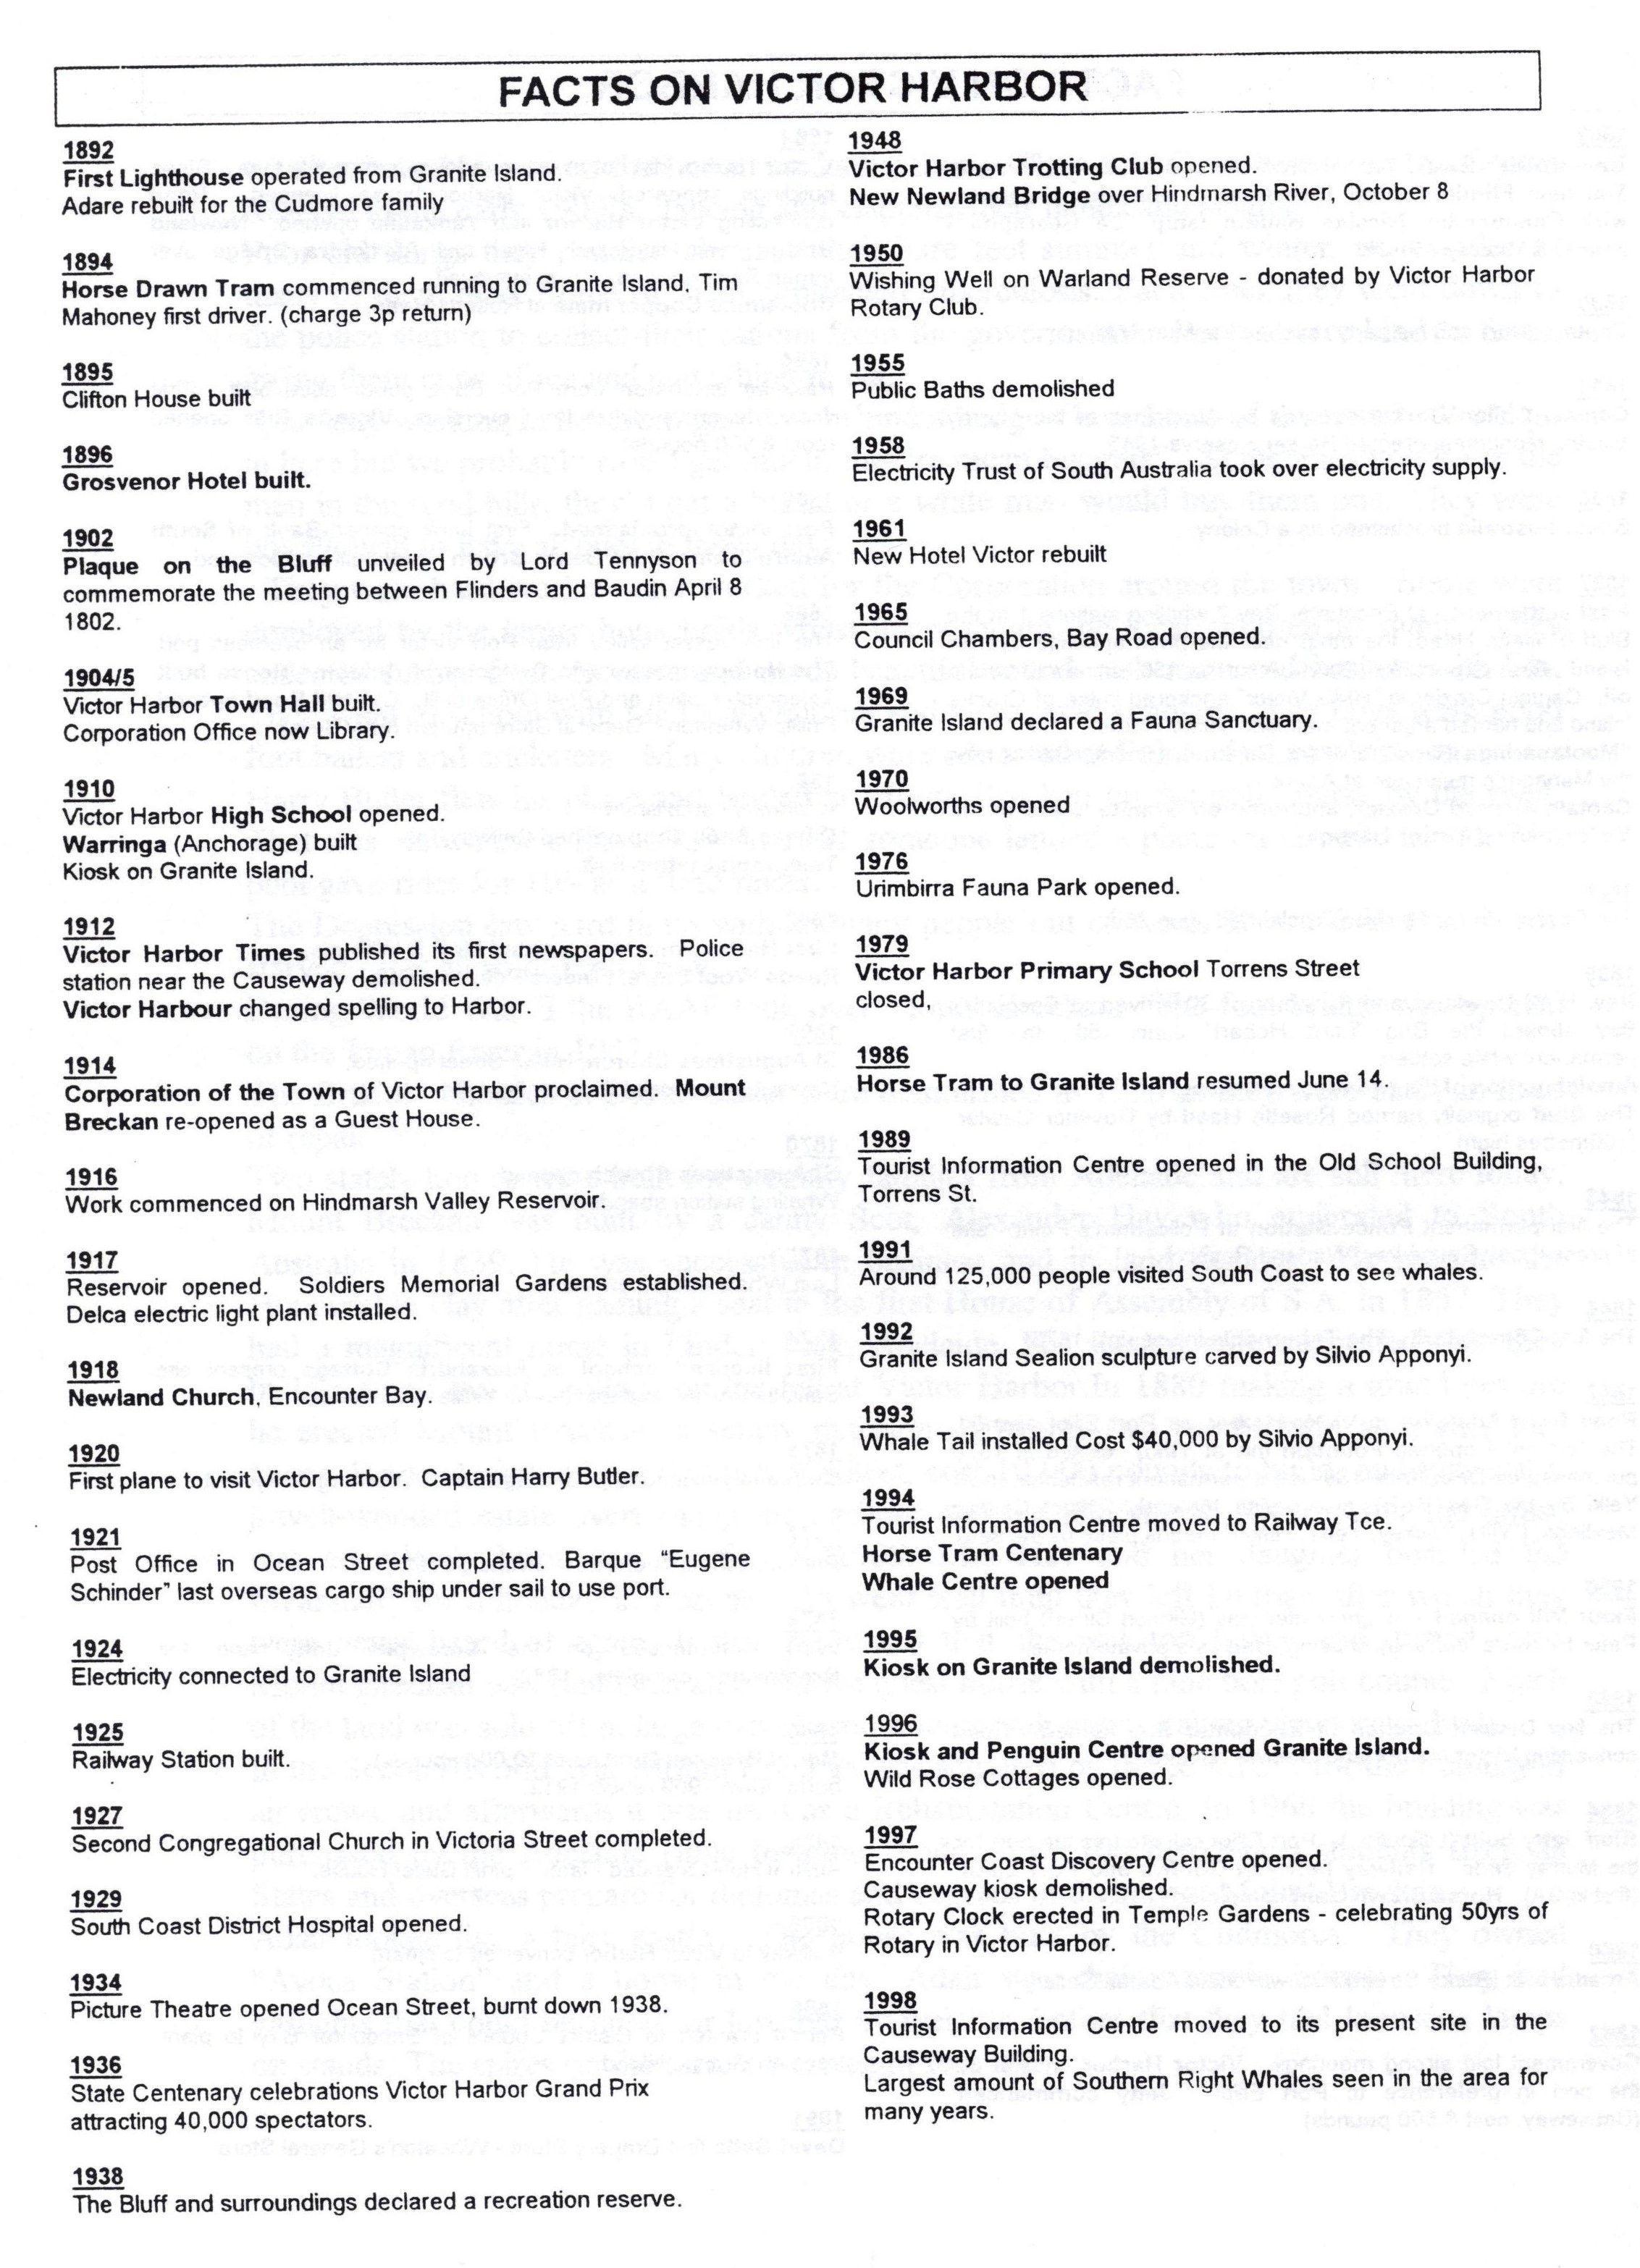 FACTS ON VICTOR HARBOR
1892
First Lighthouse operated from Granite Island.
Adare rebuilt for the Cudmore family
1894
Horse Drawn Tram commenced running to Granite Island. Tim
Mahoney first driver. (charge 3p return)
1895
Clifton House built
1896
Grosvenor Hotel built.
1902
Plaque on the Bluff unveiled by Lord Tennyson to
commemorate the meeting between Flinders and Baudin April 8
1802.
1904/5
Victor Harbor Town Hall built.
Corporation Office now Library.
1910
Victor Harbor High School opened.
Warringa (Anchorage) built
Kiosk on Granite Island.
1912
Victor Harbor Times published its first newspapers. Police
station near the Causeway demolished.
Victor Harbour changed spelling to Harbor.
1914
Corporation of the Town of Victor Harbor proclaimed. Mount
Breckan re-opened as a Guest House.
1916
Work commenced on Hindmarsh Valley Reservoir.
1917
Reservoir opened. Soldiers Memorial Gardens established.
Delca electric light plant installed.
1918
Newland Church, Encounter Bay.
1920
First plane to visit Victor Harbor. Captain Harry Butler.
1921
Post Office in Ocean Street completed. Barque “Eugene
Schinder” last overseas cargo ship under sail to use port.
1924
Electricity connected to Granite Island
1925
Railway Station built.
1927
Second Congregational Church in Victoria Street completed.
1929
South Coast District Hospital opened.
1934
Picture Theatre opened Ocean Street, burnt down 1938.
1936
State Centenary celebrations Victor Harbor Grand Prix
attracting 40,000 spectators.
1938
The Bluff and surroundings declared a recreation reserve.
1948
Victor Harbor Trotting Club opened.
New Newland Bridge over Hindmarsh River, October 8
1950
Wishing Well on Warland Reserve - donated by Victor Harbor
Rotary Club.
1955
Public Baths demolished
1958
Electricity Trust of South Australia took over electricity supply.
1961
New Hotel Victor rebuilt
1965
Council Chambers, Bay Road opened.
1969
Granite Island declared a Fauna Sanctuary.
1970
Woolworths opened
1976
Urimbirra Fauna Park opened.
1979
Victor Harbor Primary School Torrens Street
closed,
1986
Horse Tram to Granite Island resumed June 14.
1989
Tourist Information Centre opened in the Old School Building,
Torrens St.
1991
Around 125,000 people visited South Coast to see whales.
1992
Granite Island Sealion sculpture carved by Silvio Apponyi.
1993
Whale Tail installed Cost $40,000 by Silvio Apponyi.
1994
Tourist Information Centre moved to Railway Tce.
Horse Tram Centenary
Whale Centre opened
1995
Kiosk on Granite Island demolished.
1996
Kiosk and Penguin Centre opened Granite Island.
Wild Rose Cottages opened.
1997
Encounter Coast Discovery Centre opened.
Causeway kiosk demolished.
Rotary Clock erected in Temple Gardens - celebrating 50yrs of
Rotary in Victor Harbor.
1998
Tourist Information Centre moved to its present site in the
Causeway Building.
Largest amount of Southern Right Whales seen in the area for
many years.